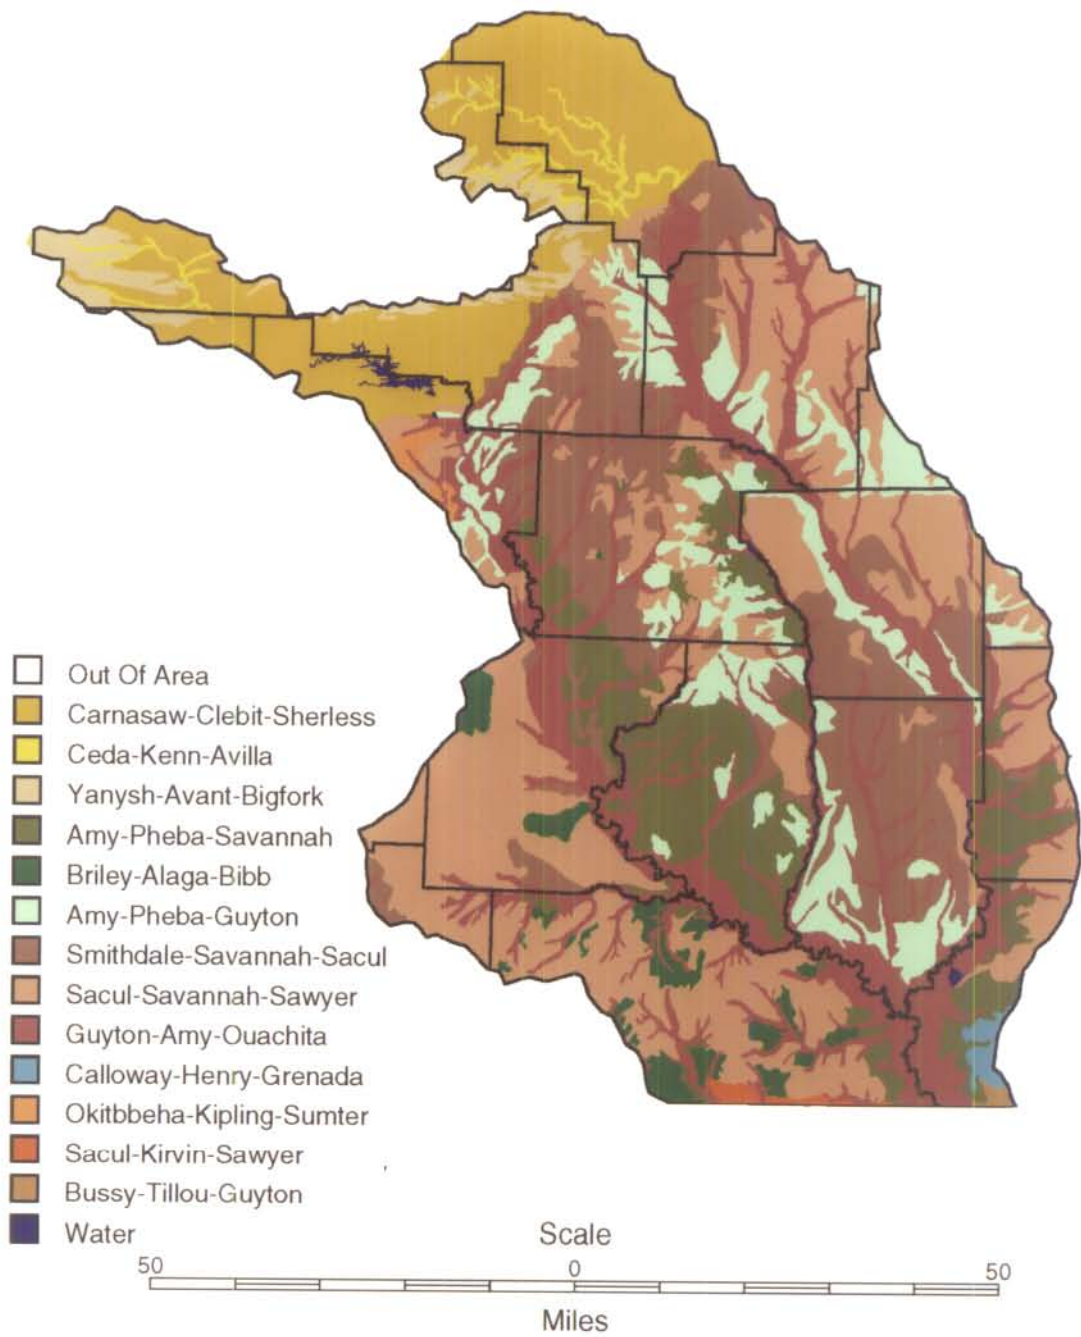 Out Of Area
Carnasaw-Clebit-Sherless
Ceda-Kenn-Avilla
Yanysh-Avant-Bigfork
Amy-Pheba-Savannah
Briley-Alaga-Bibb
Amy-Pheba-Guyton
Smithdale-Savannah-Sacul
Sacul-Savannah-Sawyer
Guyton-Amy-Ouachita
Calloway-Henry-Grenada
Okitbbeha-Kipling-Sumter
Sacul-Kirvin-Sawyer
Bussy-Tillou-Guyton
Water
Scale
50 0 50
Miles